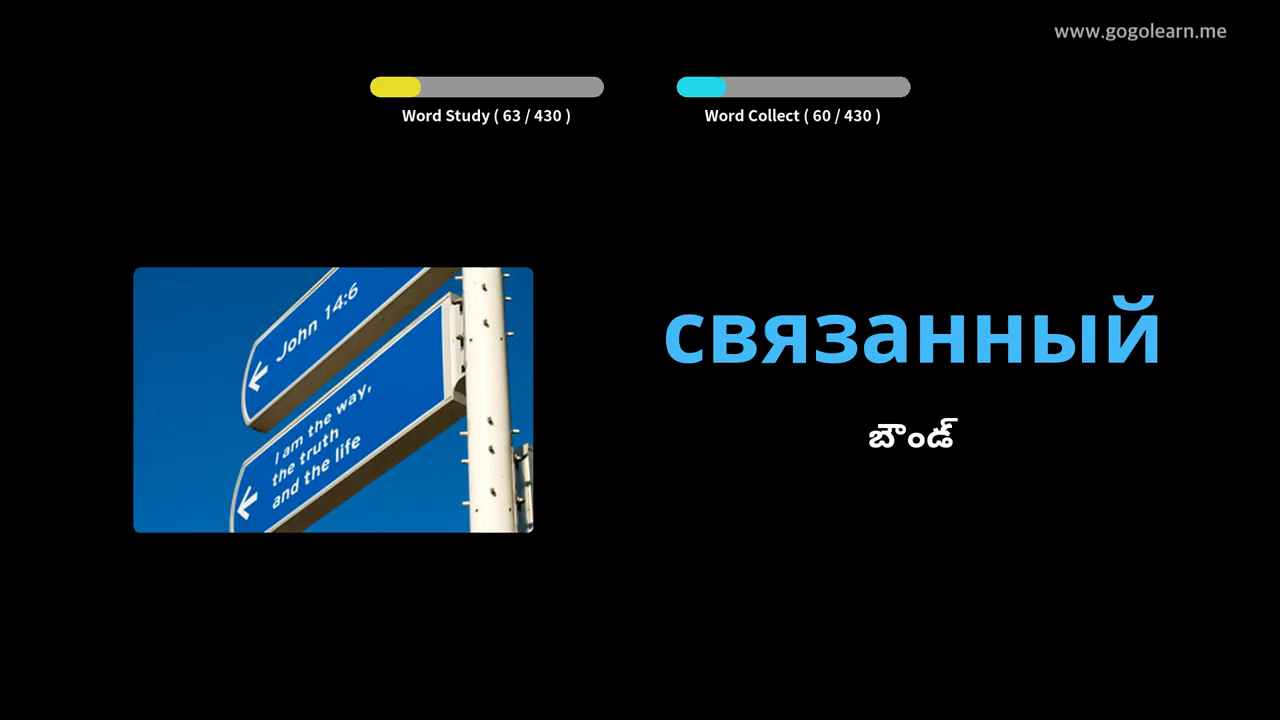 www.gogolearn.me
Word Study ( 63 / 430 )
Word Collect ( 60 / 430 )
John 14:6
I am the way,
the truth
and the life
связанный
బౌండ్